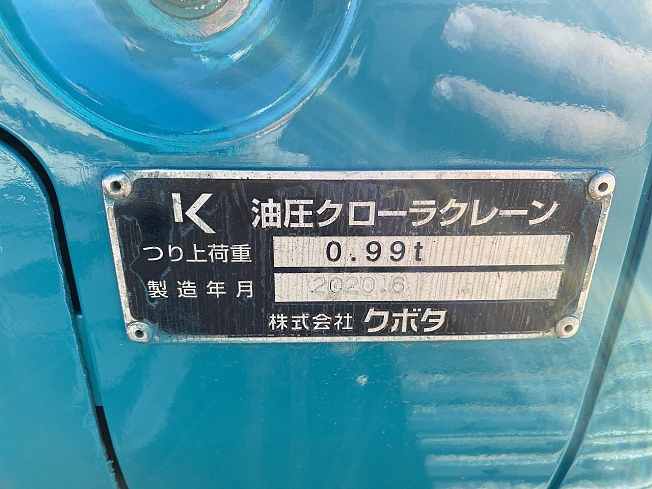 K 油圧クローラクレーン
つり上荷重 0.99t
製造年月 2020.6
株式会社 クボタ